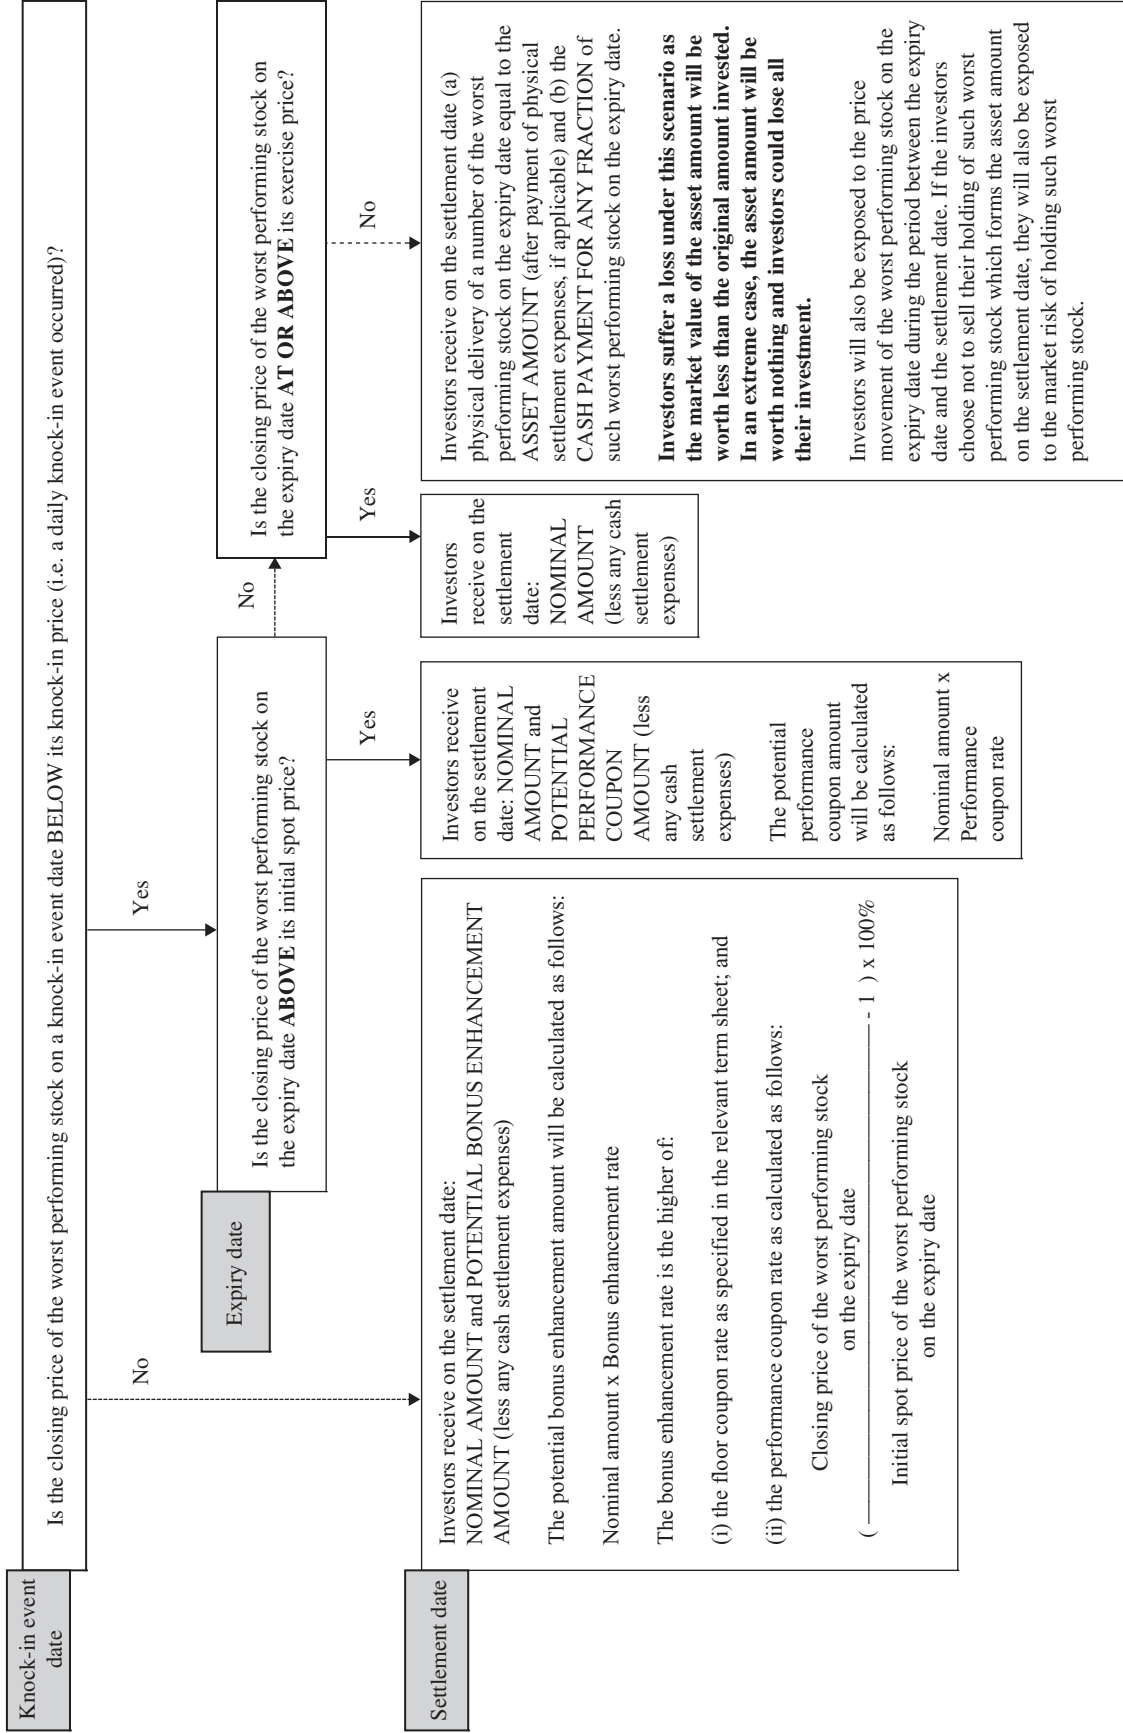 Knock-in event
date
Is the closing price of the worst performing stock on a knock-in event date BELOW its knock-in price (i.e. a daily knock-in event occurred)?
No
Yes
Expiry date
Is the closing price of the worst performing stock on
the expiry date ABOVE its initial spot price?
No
Is the closing price of the worst performing stock on
the expiry date AT OR ABOVE its exercise price?
Yes
Yes
No
Settlement date
Investors receive on the settlement date:
NOMINAL AMOUNT and POTENTIAL BONUS ENHANCEMENT
AMOUNT (less any cash settlement expenses)
The potential bonus enhancement amount will be calculated as follows:
Nominal amount x Bonus enhancement rate
The bonus enhancement rate is the higher of:
(i) the floor coupon rate as specified in the relevant term sheet; and
(ii) the performance coupon rate as calculated as follows:
Closing price of the worst performing stock
on the expiry date
( - 1 ) x 100%
Initial spot price of the worst performing stock
on the expiry date
Investors receive
on the settlement
date: NOMINAL
AMOUNT and
POTENTIAL
PERFORMANCE
COUPON
AMOUNT (less
any cash
settlement
expenses)
The potential
performance
coupon amount
will be calculated
as follows:
Nominal amount x
Performance
coupon rate
Investors
receive on the
settlement
date:
NOMINAL
AMOUNT
(less any cash
settlement
expenses)
Investors receive on the settlement date (a)
physical delivery of a number of the worst
performing stock on the expiry date equal to the
ASSET AMOUNT (after payment of physical
settlement expenses, if applicable) and (b) the
CASH PAYMENT FOR ANY FRACTION of
such worst performing stock on the expiry date.
Investors suffer a loss under this scenario as
the market value of the asset amount will be
worth less than the original amount invested.
In an extreme case, the asset amount will be
worth nothing and investors could lose all
their investment.
Investors will also be exposed to the price
movement of the worst performing stock on the
expiry date during the period between the expiry
date and the settlement date. If the investors
choose not to sell their holding of such worst
performing stock which forms the asset amount
on the settlement date, they will also be exposed
to the market risk of holding such worst
performing stock.